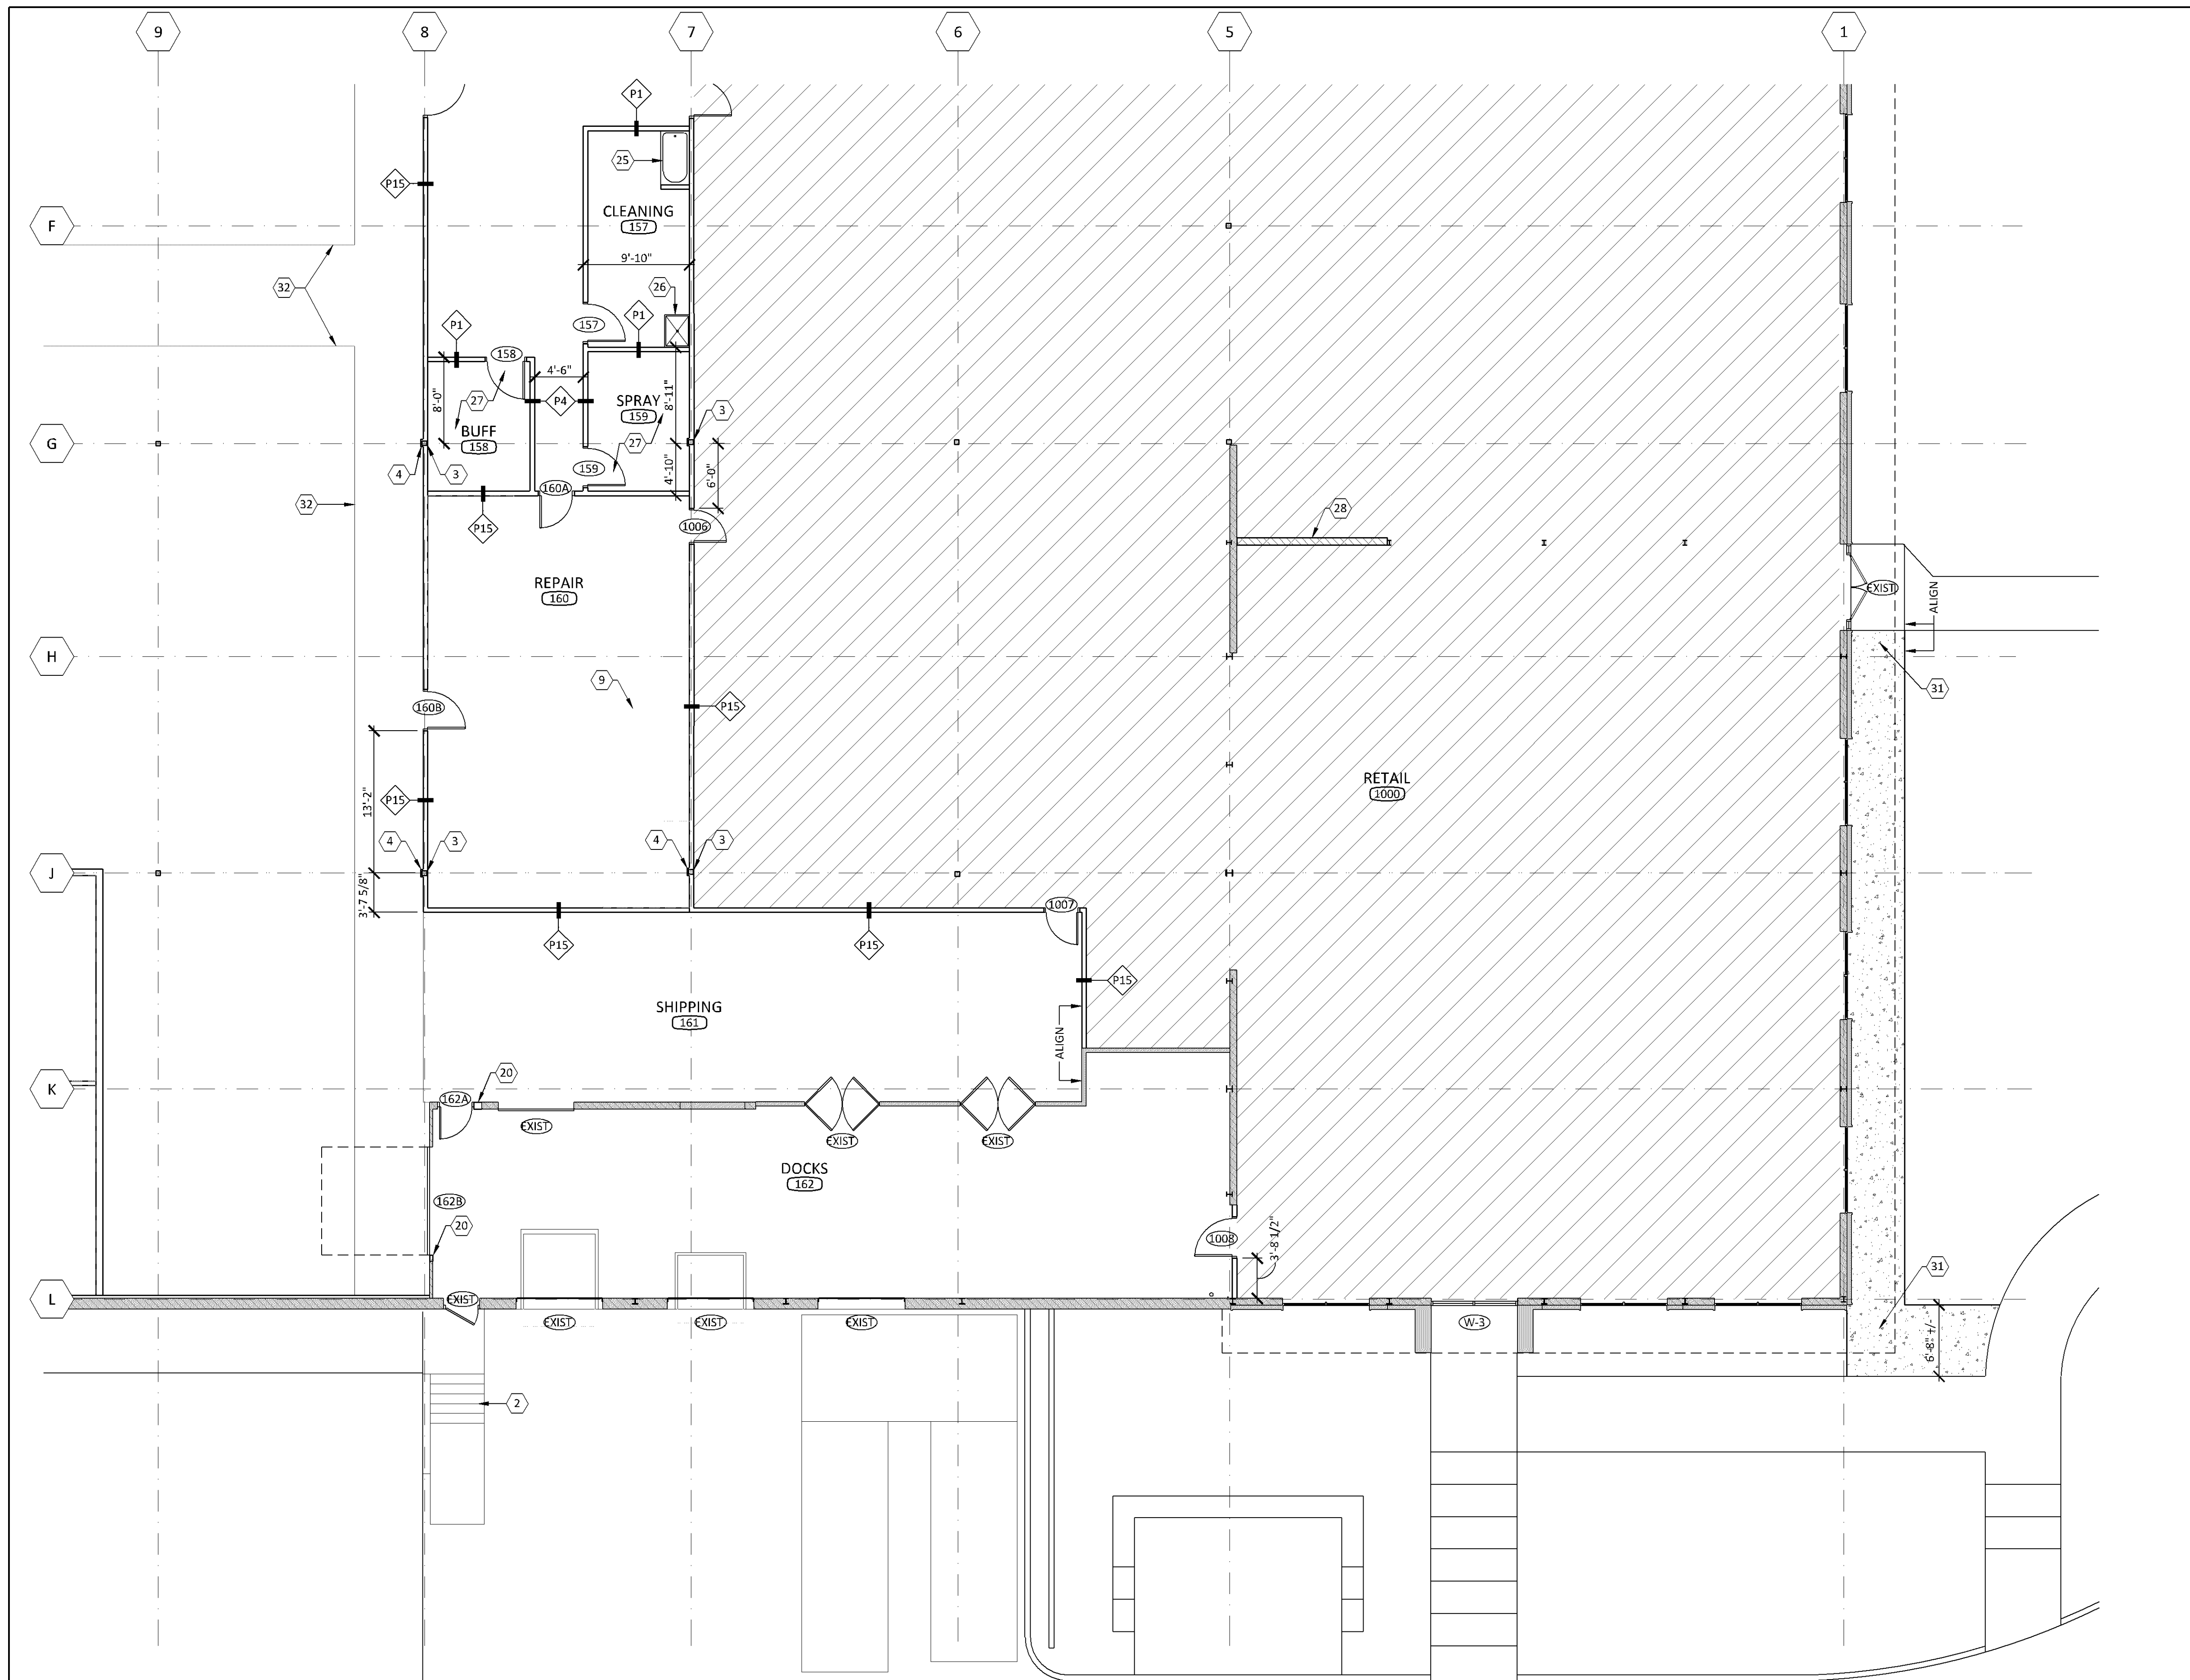 9
8
7
6
5
1
P1
25
P15
CLEANING
157
F
9'-10"
32
26
157
P1
P1
158
4'-6"
8'-0"
27
P4
SPRAY
159
8'-11"
3
BUFF
158
27
G
4
3
159
4'-10"
6'-0"
160A
32
P15
1006
28
REPAIR
160
EXIST
ALIGN
H
9
31
160B
P15
RETAIL
1000
13'-2"
P15
4
3
4
3
J
3'-7 5/8"
1007
P15
P15
P15
SHIPPING
161
ALIGN
20
K
162A
EXIST
EXIST
EXIST
DOCKS
162
162B
20
1008
3'-8 1/2"
31
L
EXIST
EXIST
EXIST
EXIST
W-3
6'-8" +/-
2